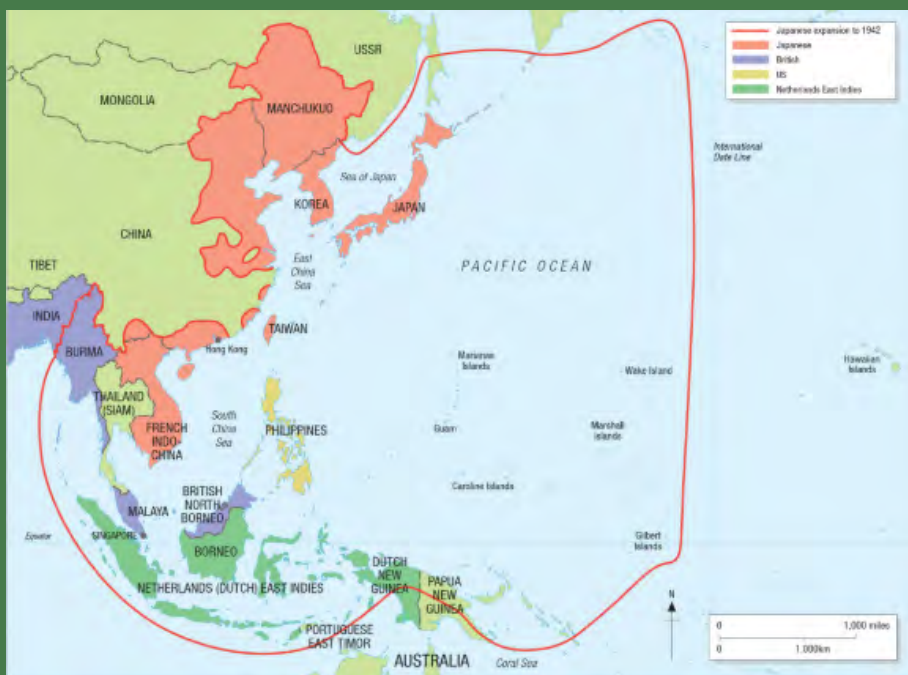 Japanese expansion to 1942
Japanese
British
US
Netherlands East Indies
USSR
MONGOLIA
MANCHUKUO
International
Date Line
Sea of Japan
KOREA
JAPAN
CHINA
East
China
Sea
PACIFIC OCEAN
TIBET
INDIA
BURMA
Hong Kong
TAIWAN
THAILAND
(SIAM)
South
China
Sea
FRENCH
INDO-
CHINA
PHILIPPINES
Marianas
Islands
Guam
Wake Island
Hawaiian
Islands
Marshall
Islands
Caroline Islands
MALAYA
BRITISH
NORTH
BORNEO
Equator
SINGAPORE
BORNEO
Gilbert
Islands
NETHERLANDS (DUTCH) EAST INDIES
DUTCH
NEW
GUINEA
PAPUA
NEW
GUINEA
PORTUGUESE
EAST TIMOR
AUSTRALIA
Coral Sea
N
0 1,000 miles
0 1,000km